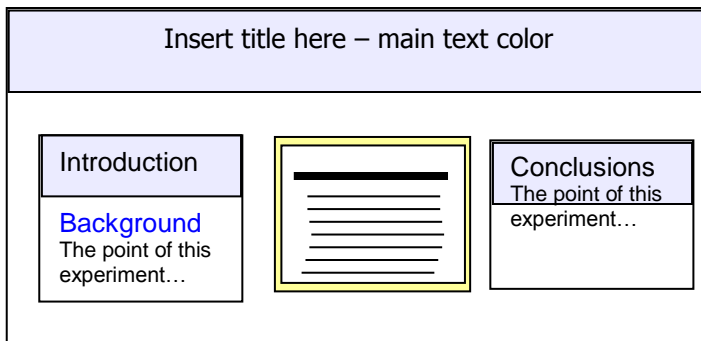 Insert title here – main text color
Introduction
Background
The point of this
experiment…
Conclusions
The point of this
experiment…